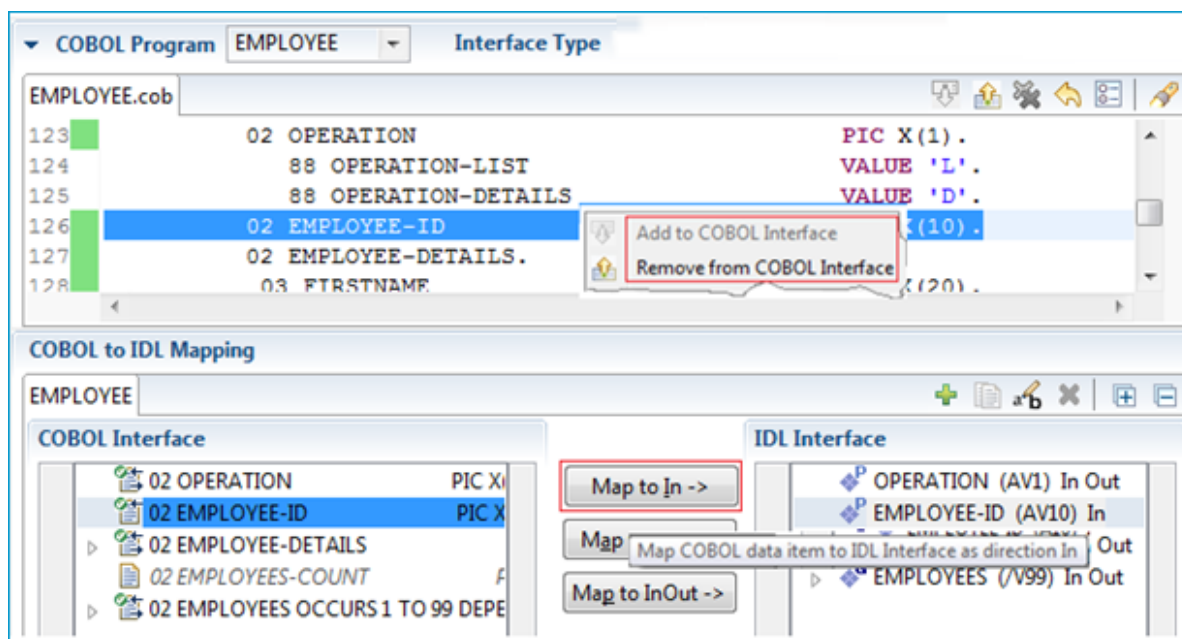 COBOL Program EMPLOYEE Interface Type
EMPLOYEE.cob
123 02 OPERATION PIC X(1).
124 88 OPERATION-LIST VALUE 'L'.
125 88 OPERATION-DETAILS VALUE 'D'.
126 02 EMPLOYEE-ID X(10).
Add to COBOL Interface
127 02 EMPLOYEE-DETAILS.
Remove from COBOL Interface
128 03 FIRSTNAME X(20).
COBOL to IDL Mapping
EMPLOYEE
COBOL Interface IDL Interface
02 OPERATION PIC X( Map to In -> OPERATION (AV1) In Out
02 EMPLOYEE-ID PIC X EMPLOYEE-ID (AV10) In
02 EMPLOYEE-DETAILS Map Out
Map COBOL data item to IDL Interface as direction In
02 EMPLOYEES-COUNT Map to InOut -> EMPLOYEES (/V99) In Out
02 EMPLOYEES OCCURS 1 TO 99 DEPE